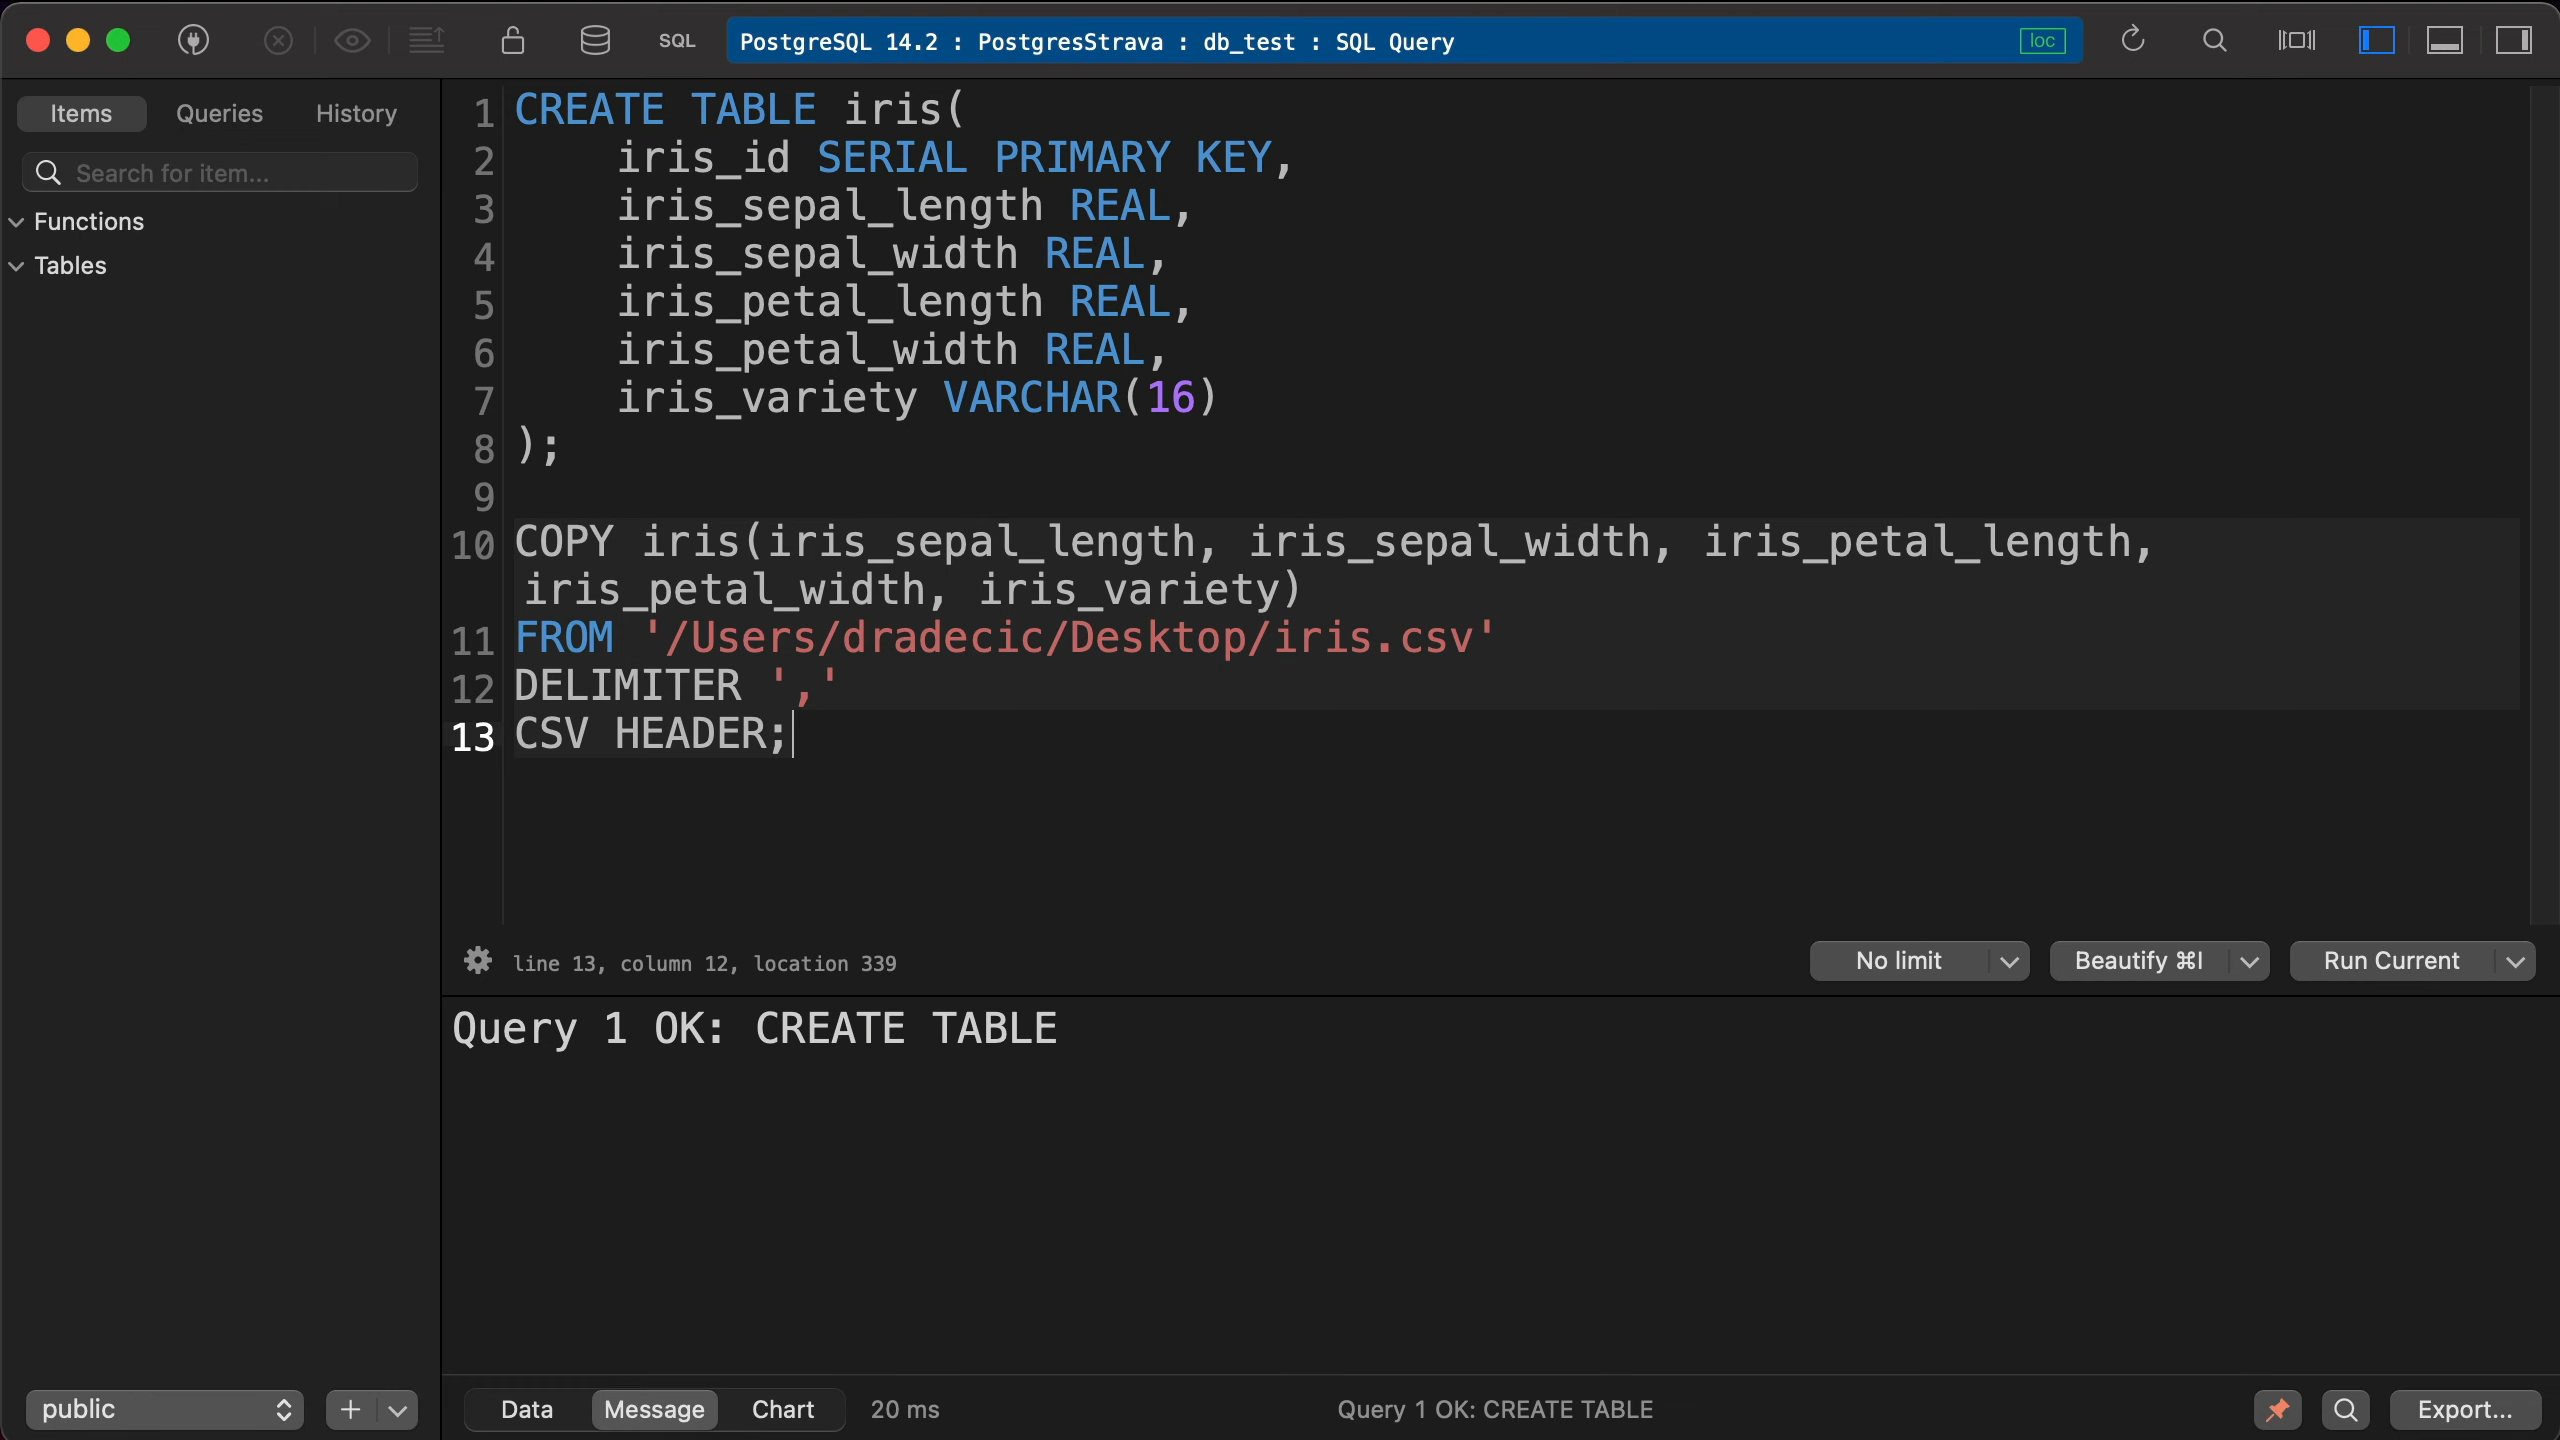 SQL
PostgreSQL 14.2 : PostgresStrava : db_test : SQL Query
loc
Items
Queries
History
Search for item...
Functions
Tables
1 CREATE TABLE iris(
2 iris_id SERIAL PRIMARY KEY,
3 iris_sepal_length REAL,
4 iris_sepal_width REAL,
5 iris_petal_length REAL,
6 iris_petal_width REAL,
7 iris_variety VARCHAR(16)
8 );
9
10 COPY iris(iris_sepal_length, iris_sepal_width, iris_petal_length,
iris_petal_width, iris_variety)
11 FROM '/Users/dradecic/Desktop/iris.csv'
12 DELIMITER ','
13 CSV HEADER;
line 13, column 12, location 339
No limit
Beautify ⌘I
Run Current
Query 1 OK: CREATE TABLE
public
Data
Message
Chart
20 ms
Query 1 OK: CREATE TABLE
Export...